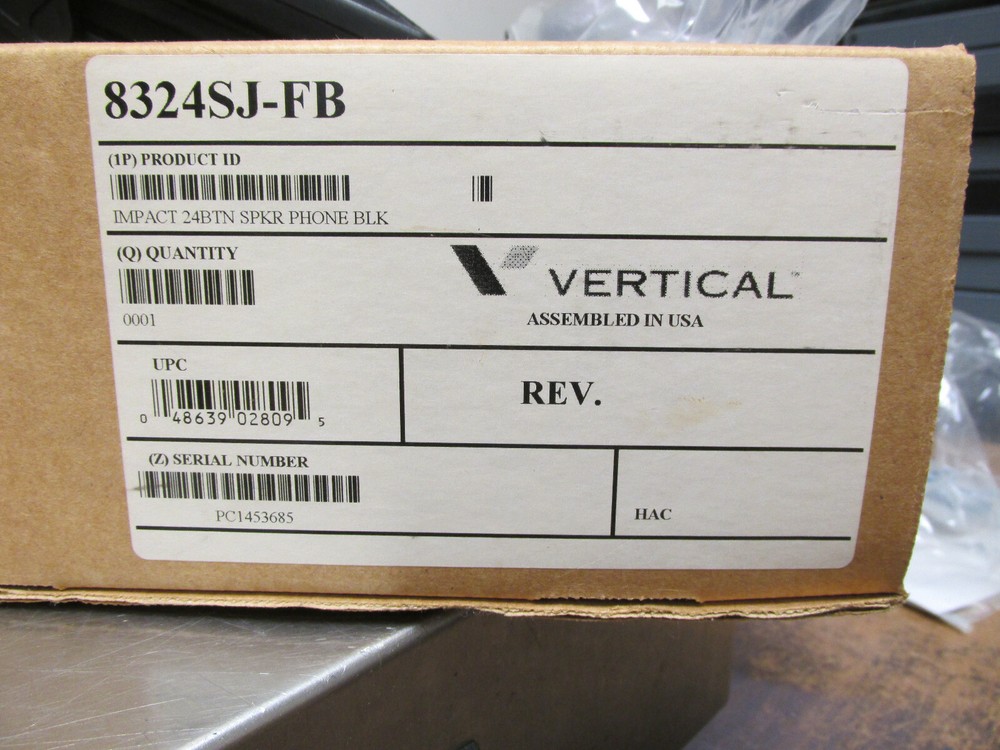 8324SJ-FB
(1P) PRODUCT ID
IMPACT 24BTN SPKR PHONE BLK
(Q) QUANTITY
0001
VERTICAL™
ASSEMBLED IN USA
UPC
0 48639 02809 5
REV.
(Z) SERIAL NUMBER
PC1453685
HAC